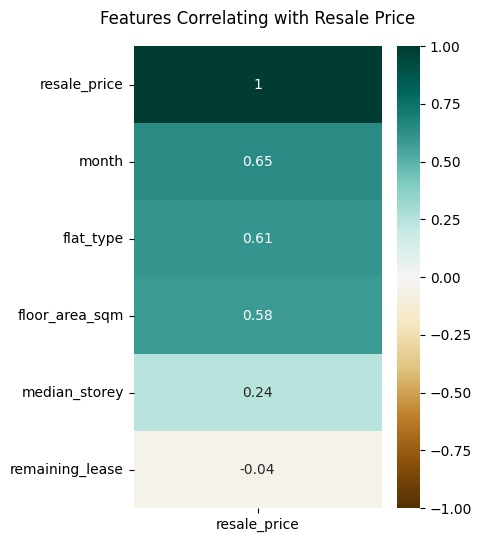 Features Correlating with Resale Price
resale_price
1
month
0.65
flat_type
0.61
floor_area_sqm
0.58
median_storey
0.24
remaining_lease
-0.04
resale_price
1.00
0.75
0.50
0.25
0.00
−0.25
−0.50
−0.75
−1.00